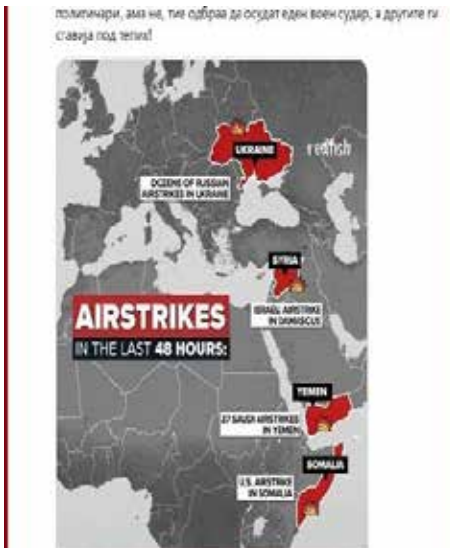 политичари, ама не, тие одбраа да осудат еден воен судар, а другите ги
ставија под тепих!
redfish
UKRAINE
DOZENS OF RUSSIAN
AIRSTRIKES IN UKRAINE
SYRIA
ISRAEL AIRSTRIKE
IN DAMASCUS
AIRSTRIKES
IN THE LAST 48 HOURS:
YEMEN
37 SAUDI AIRSTRIKES
IN YEMEN
SOMALIA
U.S. AIRSTRIKE
IN SOMALIA